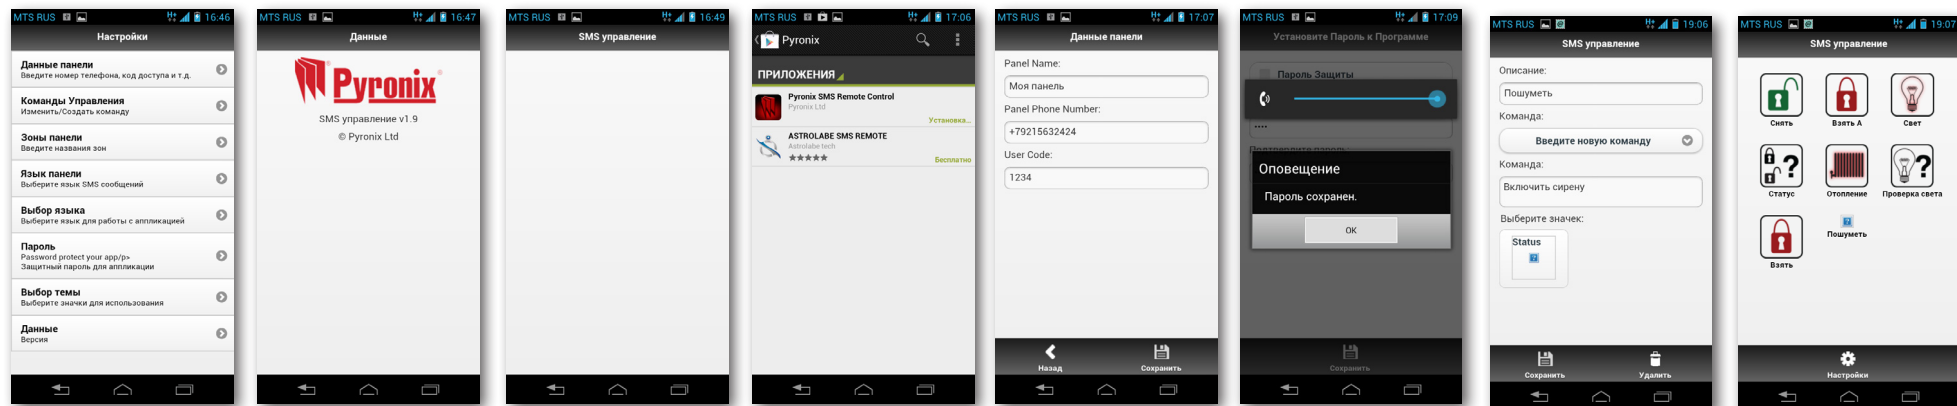 MTS RUS 16:46
Настройки
Данные панели
Введите номер телефона, код доступа и т.д.
Команды Управления
Изменить/Создать команду
Зоны панели
Введите названия зон
Язык панели
Выберите язык SMS сообщений
Выбор языка
Выберите язык для работы с аппликацией
Пароль
Password protect your app/p>
Защитный пароль для аппликации
Выбор темы
Выберите значки для использования
Данные
Версия
MTS RUS 16:47
Данные
Pyronix
SMS управление v1.9
© Pyronix Ltd
MTS RUS 16:49
SMS управление
MTS RUS 17:06
Pyronix
ПРИЛОЖЕНИЯ
Pyronix SMS Remote Control
Pyronix Ltd
Установка...
ASTROLABE SMS REMOTE
Astrolabe tech
Бесплатно
MTS RUS 17:07
Данные панели
Panel Name:
Моя панель
Panel Phone Number:
+79215632424
User Code:
1234
Назад Сохранить
MTS RUS 17:09
Установите Пароль к Программе
Пароль Защиты
Подтвердите пароль:
Оповещение
Пароль сохранен.
OK
Сохранить
MTS RUS 19:06
SMS управление
Описание:
Пошуметь
Команда:
Введите новую команду
Команда:
Включить сирену
Выберите значек:
Status
Сохранить Удалить
MTS RUS 19:07
SMS управление
Снять Взять А Свет
Статус Отопление Проверка света
Взять Пошуметь
Настройки